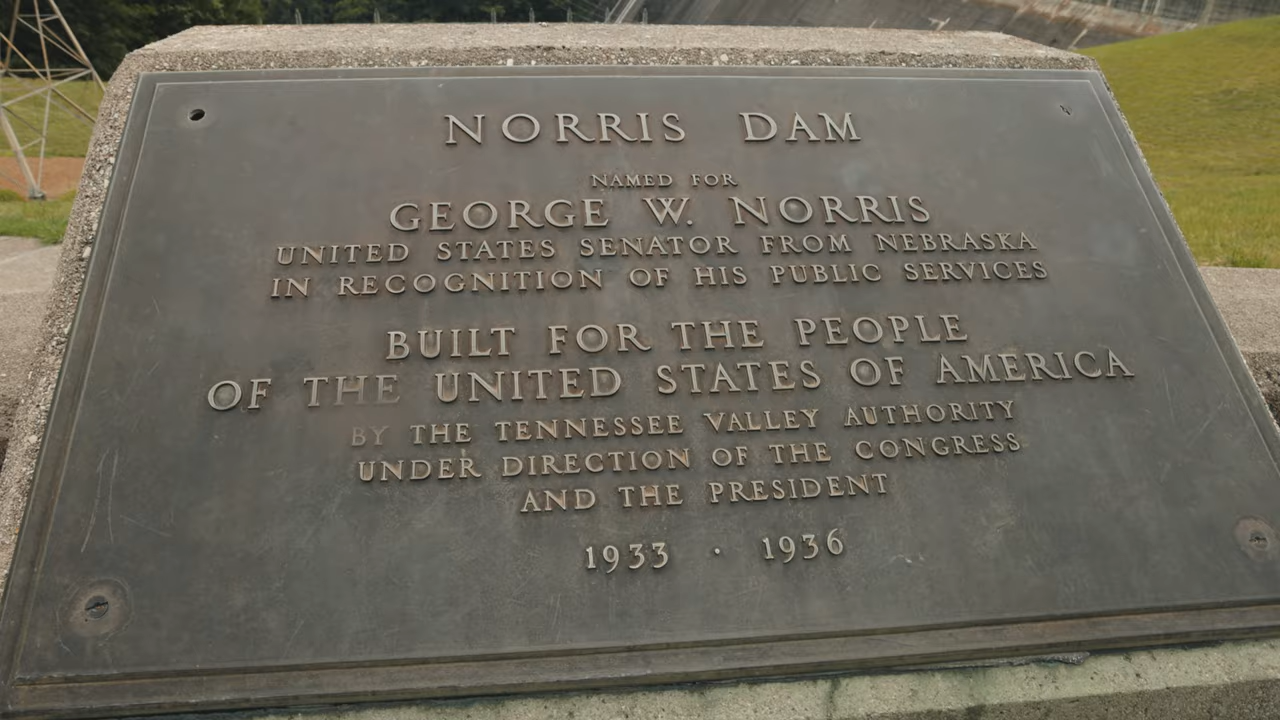 NORRIS DAM
NAMED FOR
GEORGE W. NORRIS
UNITED STATES SENATOR FROM NEBRASKA
IN RECOGNITION OF HIS PUBLIC SERVICES
BUILT FOR THE PEOPLE
OF THE UNITED STATES OF AMERICA
BY THE TENNESSEE VALLEY AUTHORITY
UNDER DIRECTION OF THE CONGRESS
AND THE PRESIDENT
1933 · 1936